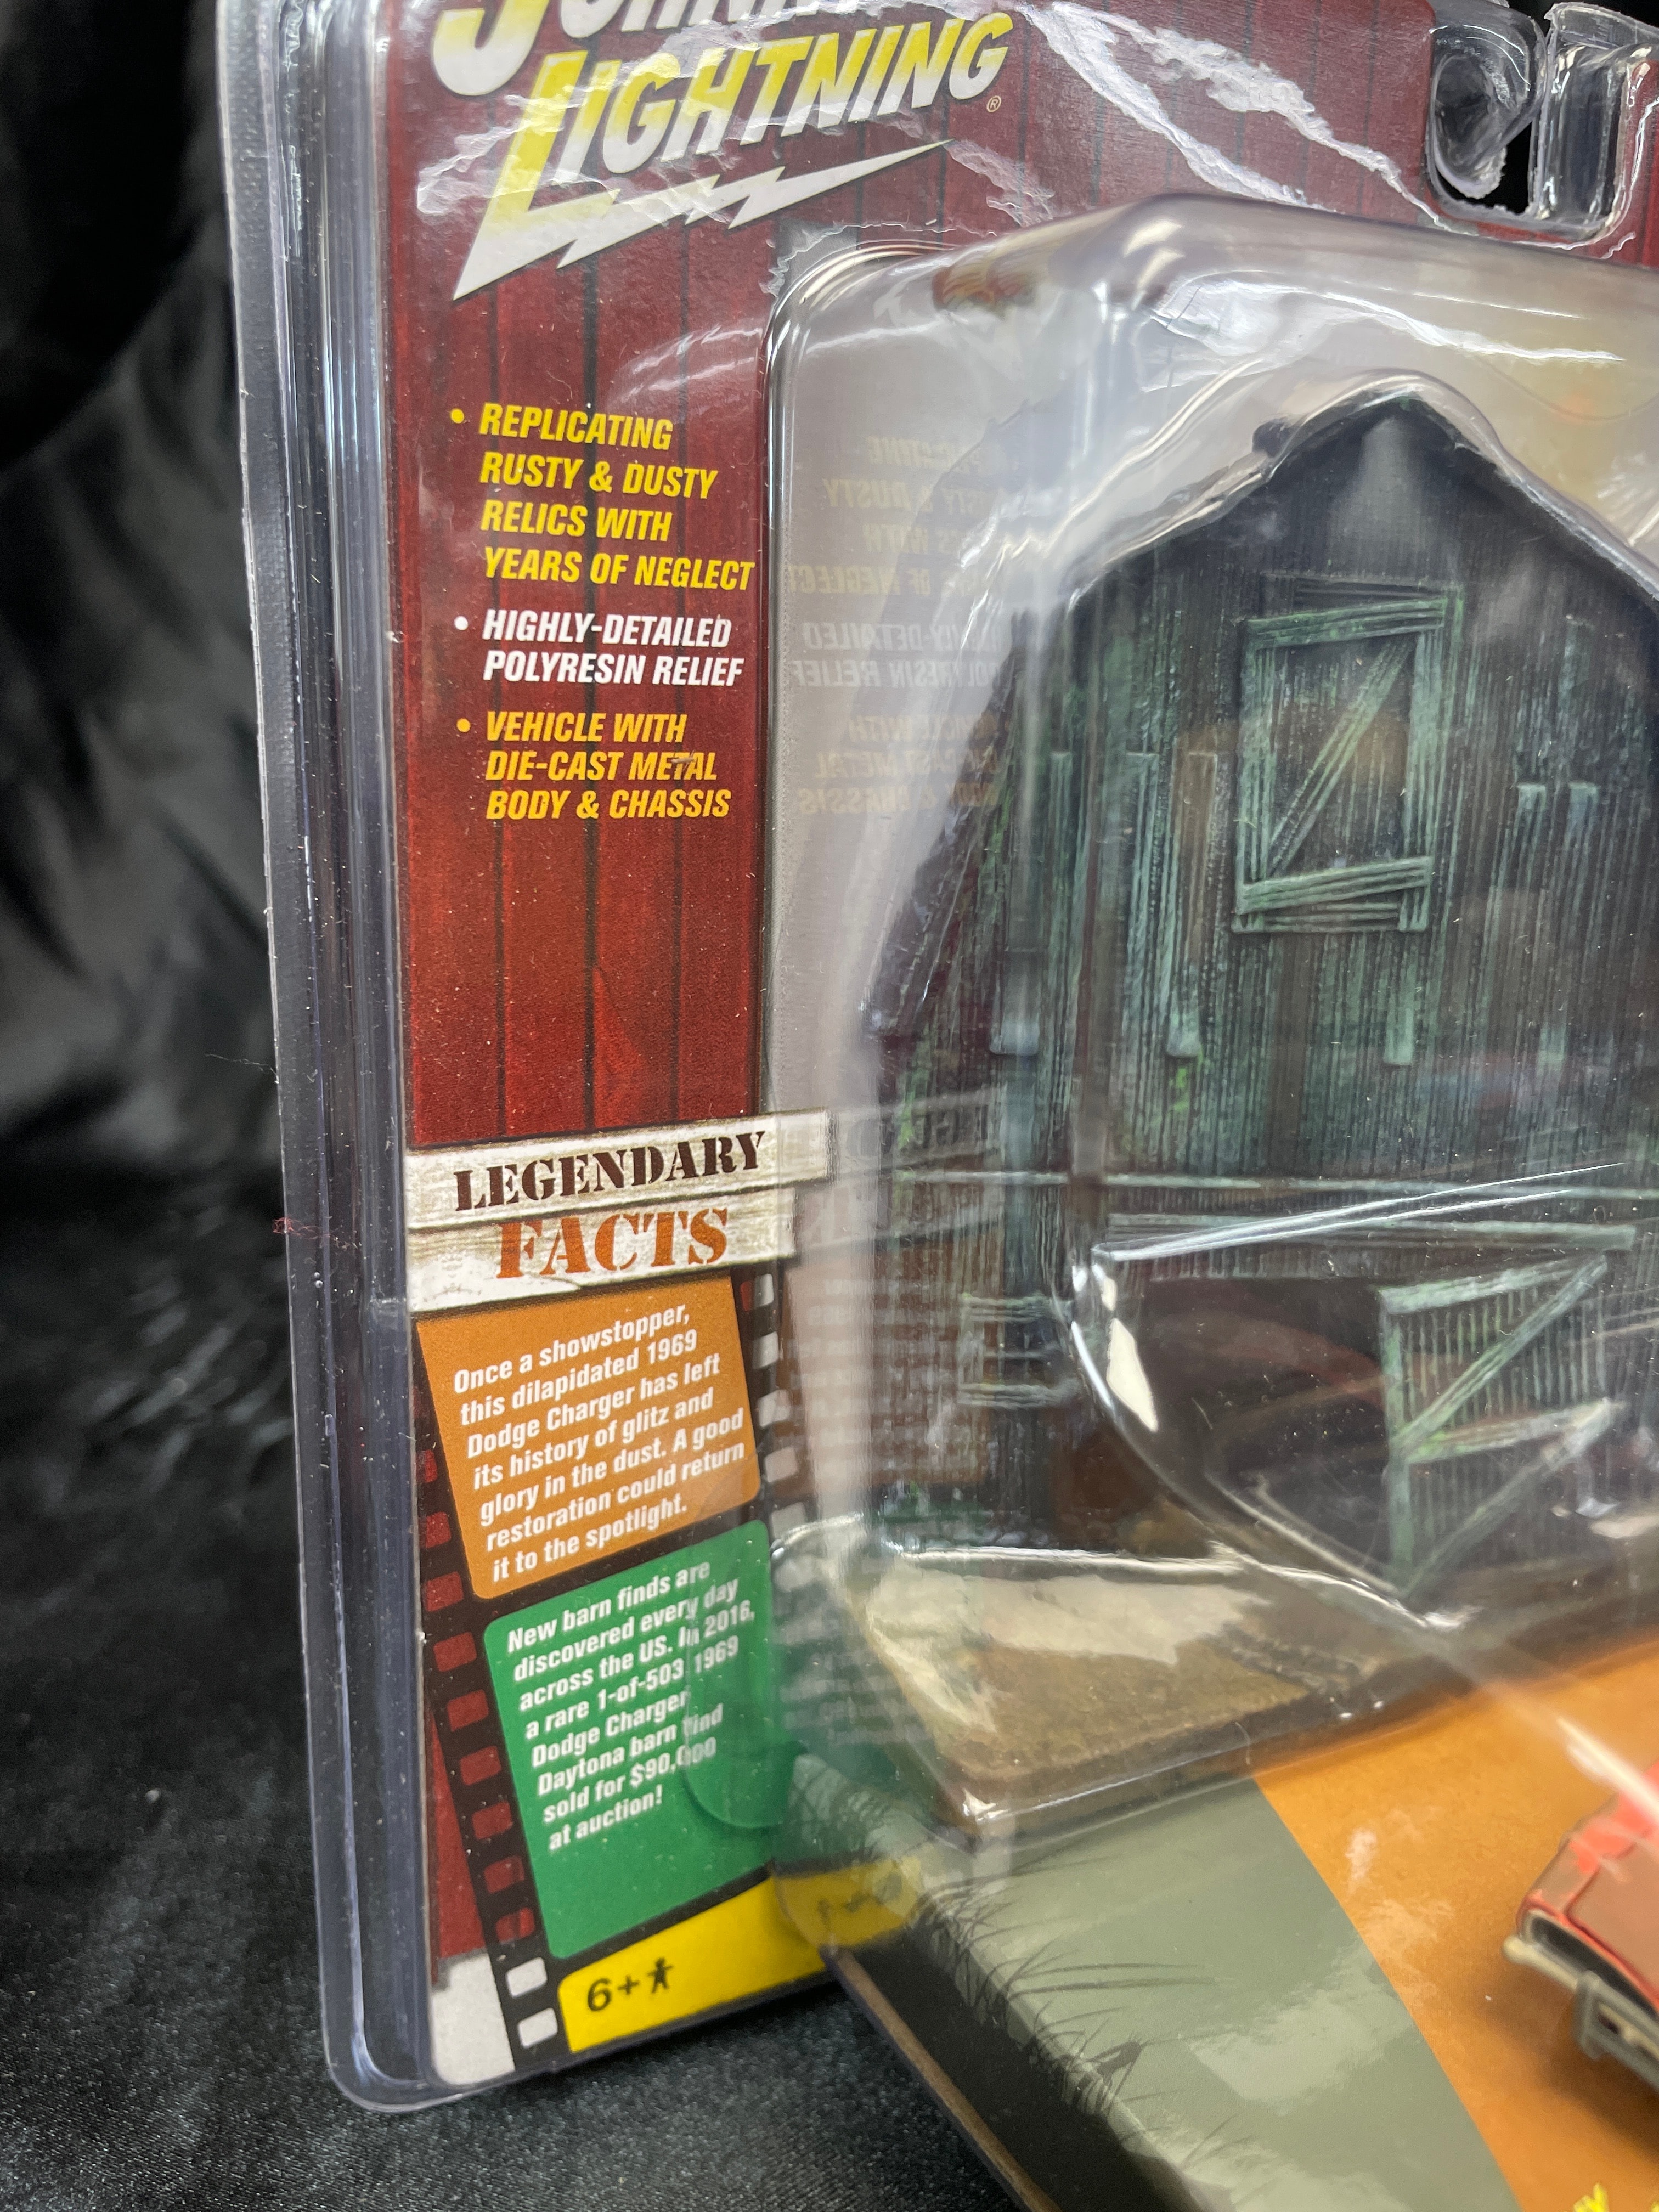 LIGHTNING®
• REPLICATING
RUSTY & DUSTY
RELICS WITH
YEARS OF NEGLECT
• HIGHLY-DETAILED
POLYRESIN RELIEF
• VEHICLE WITH
DIE-CAST METAL
BODY & CHASSIS
LEGENDARY
FACTS
Once a showstopper,
this dilapidated 1969
Dodge Charger has left
its history of glitz and
glory in the dust. A good
restoration could return
it to the spotlight.
New barn finds are
discovered every day
across the US. In 2016,
a rare 1-of-503 1969
Dodge Charger
Daytona barn find
sold for $90,000
at auction!
6+